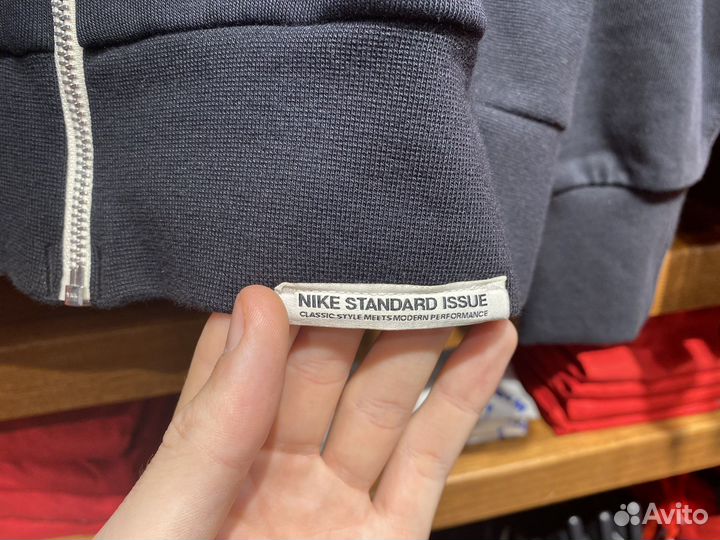 NIKE STANDARD ISSUE
CLASSIC STYLE MEETS MODERN PERFORMANCE
Avito